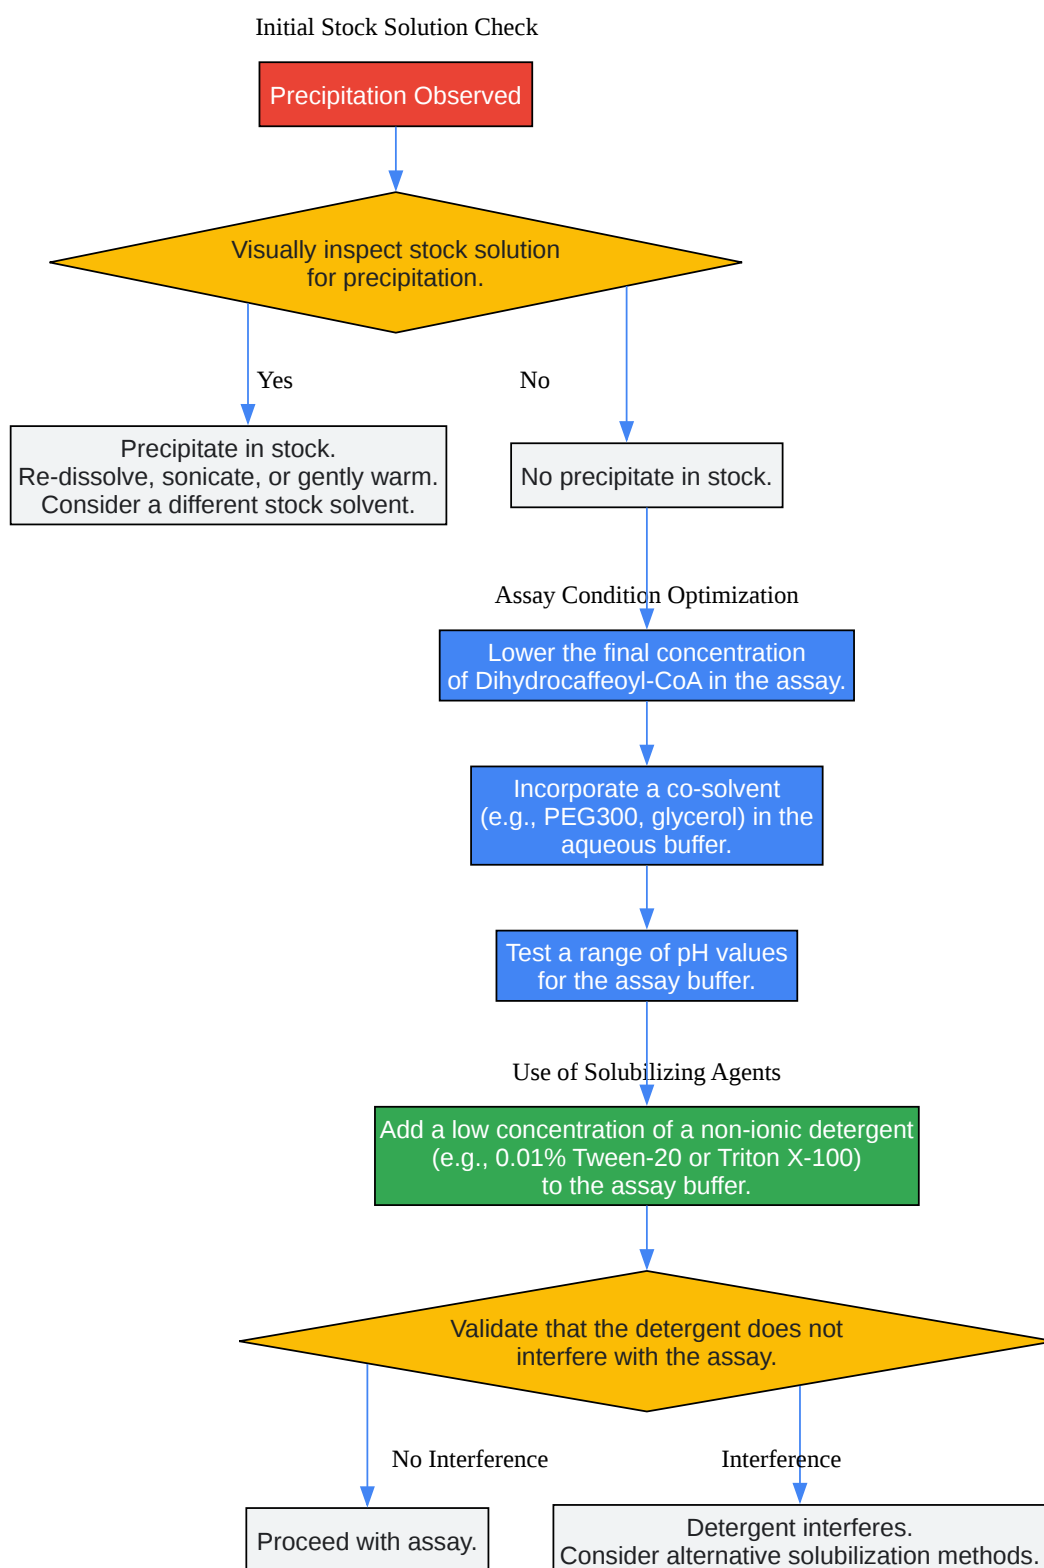 Initial Stock Solution Check
Precipitation Observed
Visually inspect stock solution
for precipitation.
Yes
No
Precipitate in stock.
Re-dissolve, sonicate, or gently warm.
Consider a different stock solvent.
No precipitate in stock.
Assay Condition Optimization
Lower the final concentration
of Dihydrocaffeoyl-CoA in the assay.
Incorporate a co-solvent
(e.g., PEG300, glycerol) in the
aqueous buffer.
Test a range of pH values
for the assay buffer.
Use of Solubilizing Agents
Add a low concentration of a non-ionic detergent
(e.g., 0.01% Tween-20 or Triton X-100)
to the assay buffer.
Validate that the detergent does not
interfere with the assay.
No Interference
Interference
Proceed with assay.
Detergent interferes.
Consider alternative solubilization methods.